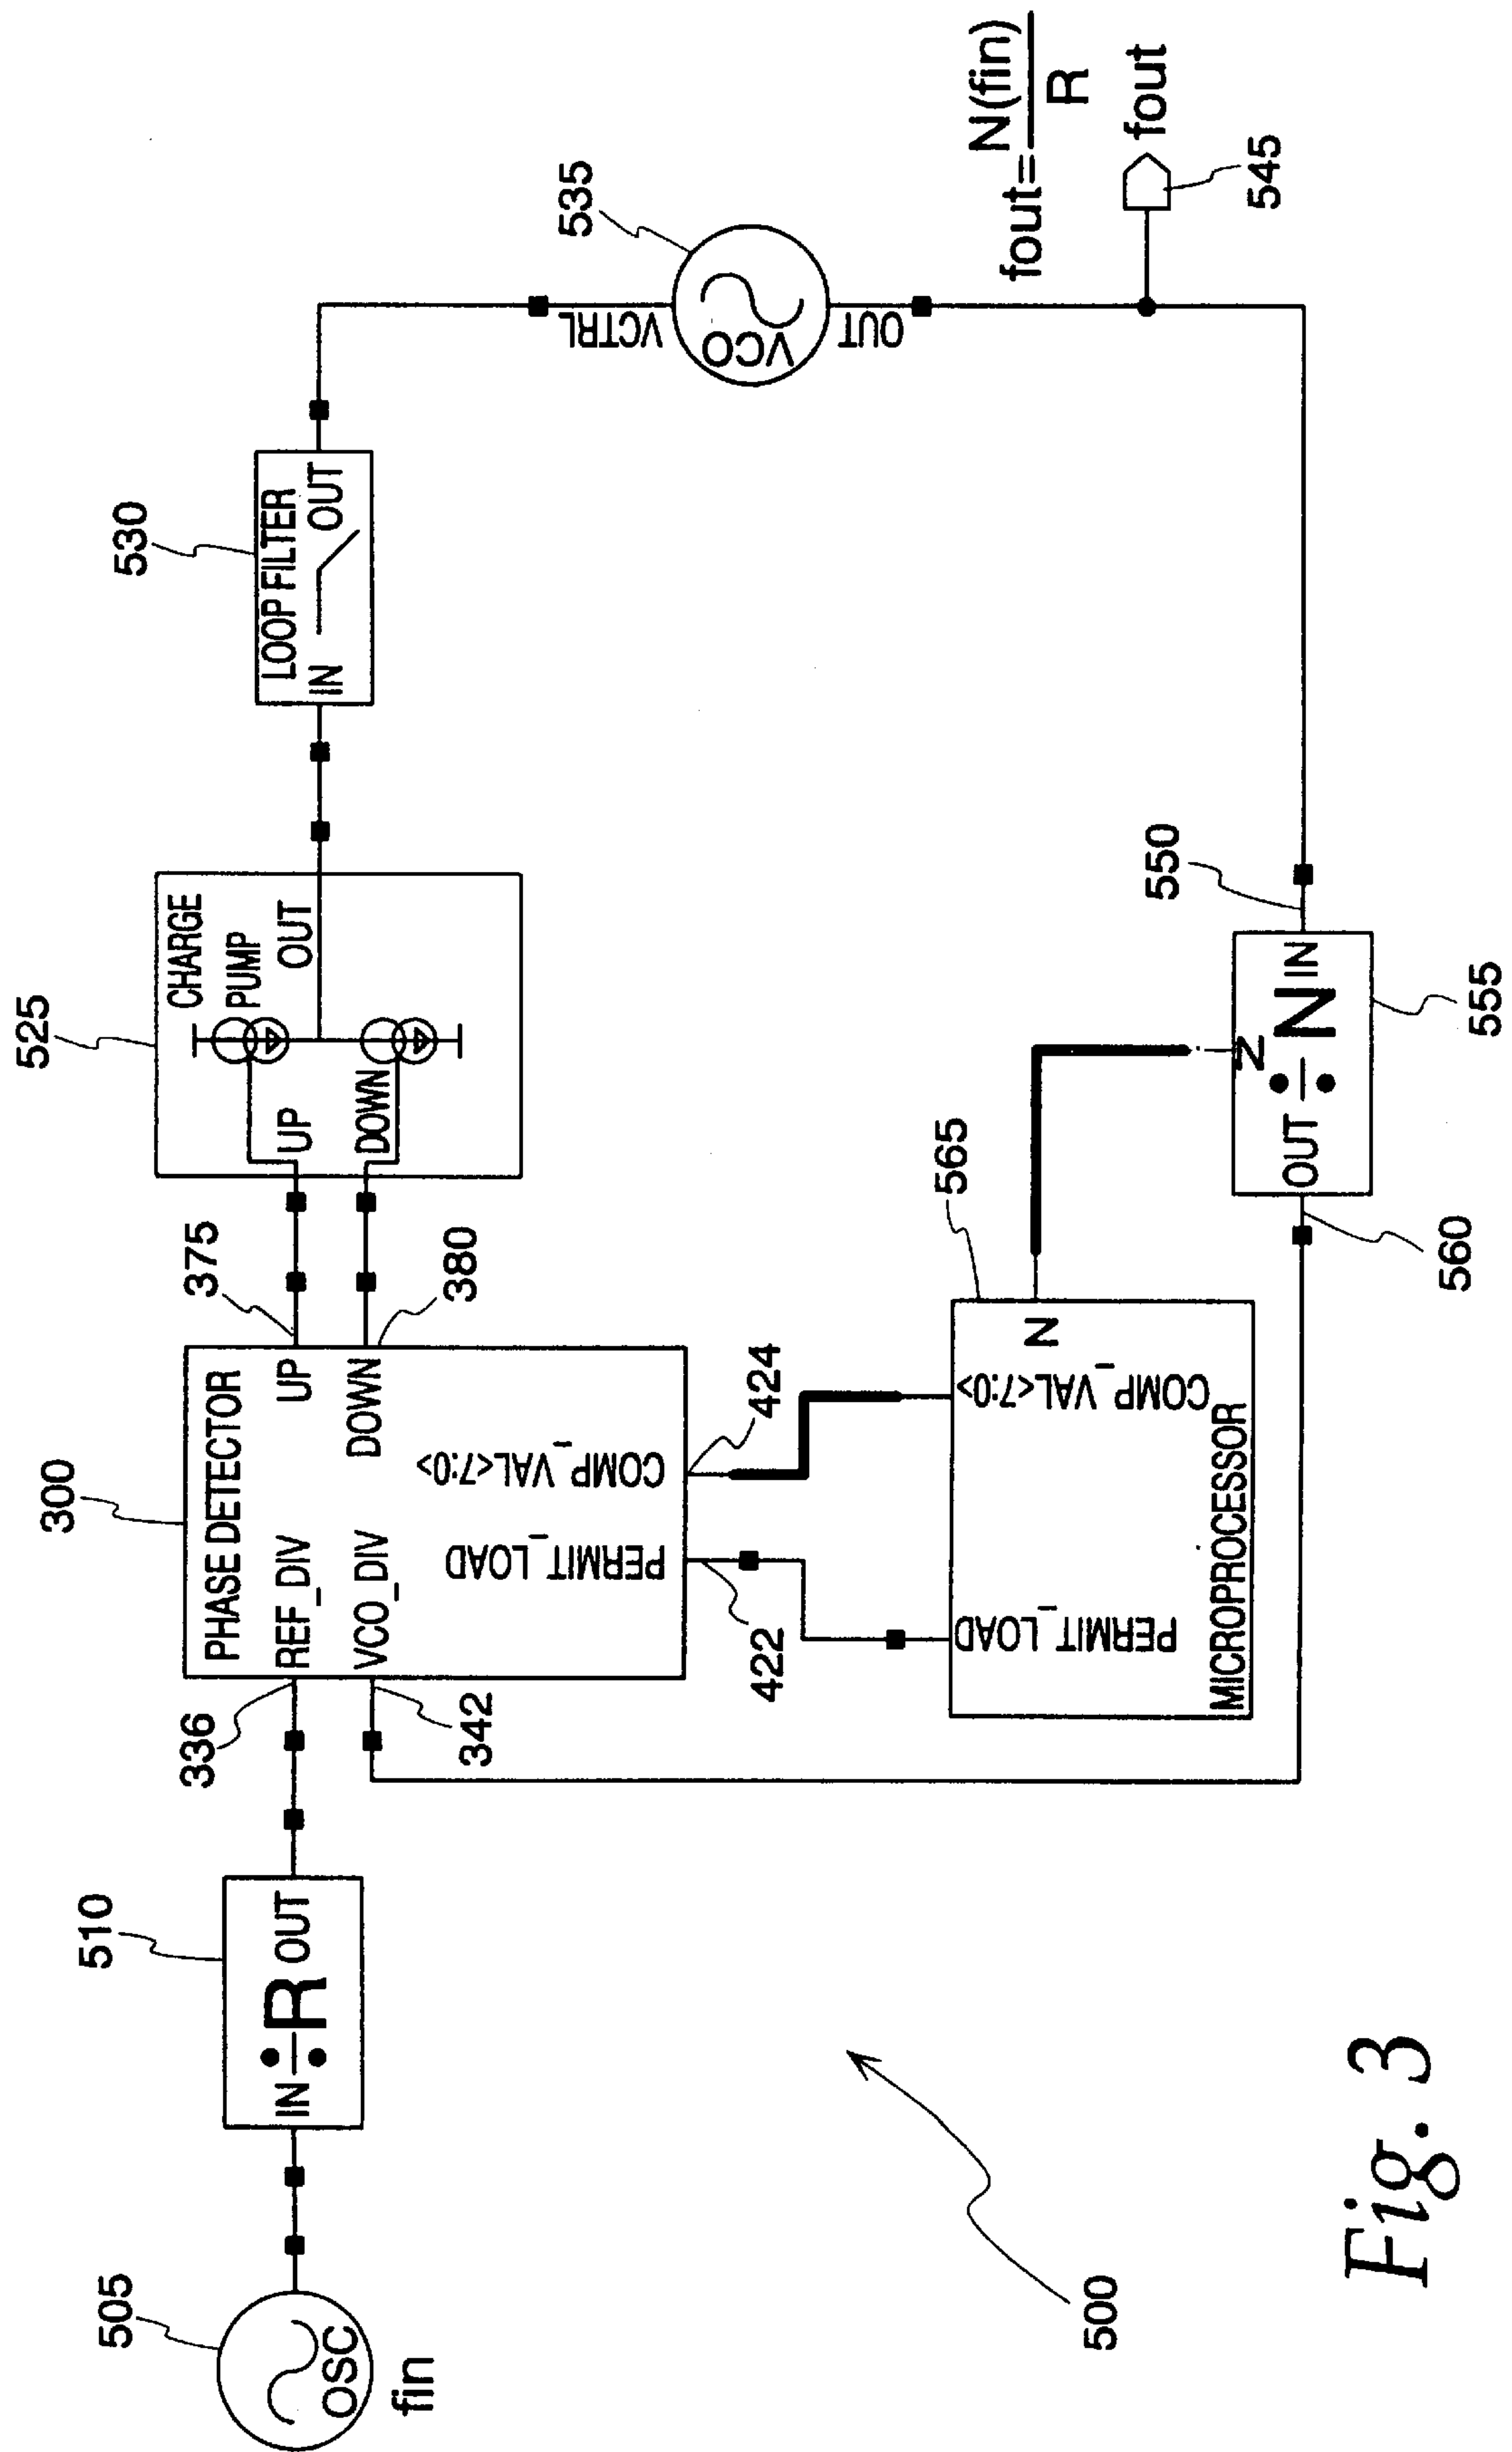 505
OSC
fin
510
IN ÷R OUT
336
342
300
PHASE DETECTOR
REF_DIV
UP
VCO_DIV
DOWN
PERMIT_LOAD
COMP_VAL<7:0>
375
380
422
424
525
CHARGE
PUMP
UP
OUT
DOWN
530
LOOP FILTER
IN
OUT
535
VCTRL
VCO
OUT
fout=N(fin)
R
fout
545
550
IN
÷N
N
OUT
555
560
565
N
PERMIT_LOAD
COMP_VAL<7:0>
MICROPROCESSOR
500
Fig. 3